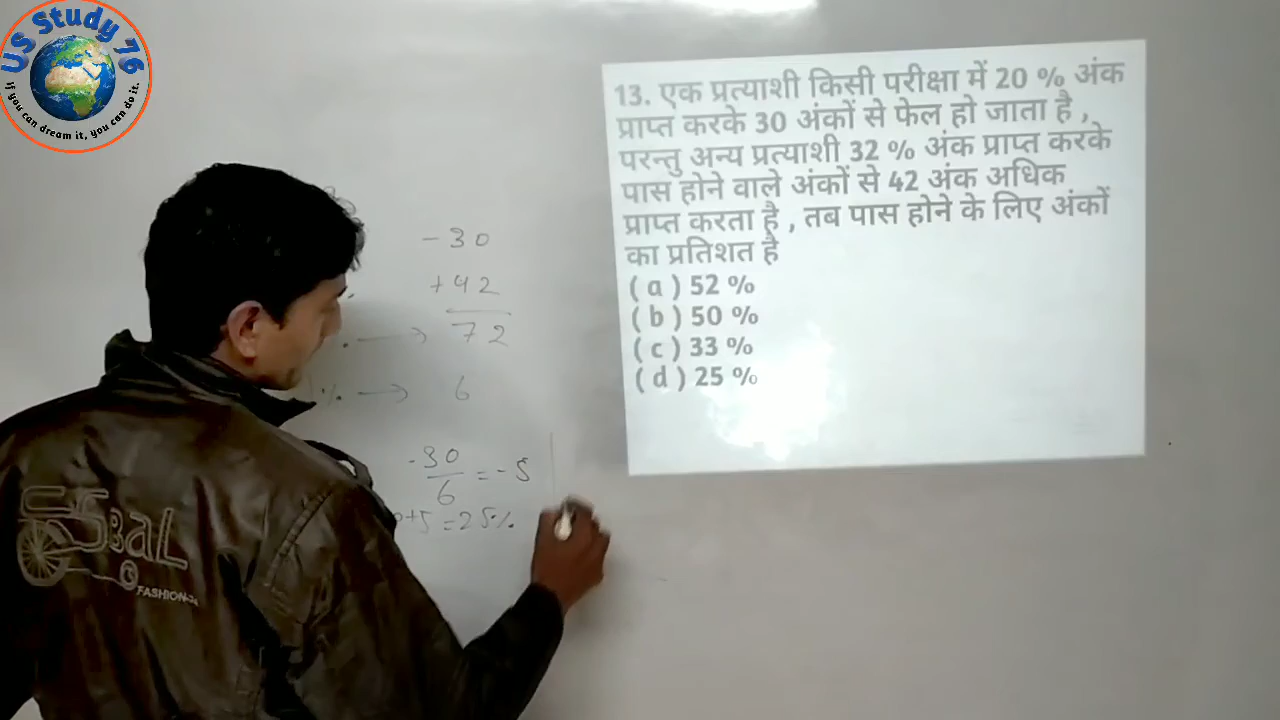 US Study 76
If you can dream it, you can do it.
13. एक प्रत्याशी किसी परीक्षा में 20 % अंक
प्राप्त करके 30 अंकों से फेल हो जाता है ,
परन्तु अन्य प्रत्याशी 32 % अंक प्राप्त करके
पास होने वाले अंकों से 42 अंक अधिक
प्राप्त करता है , तब पास होने के लिए अंकों
का प्रतिशत है
( a ) 52 %
( b ) 50 %
( c ) 33 %
( d ) 25 %
-30
+42
72
% → 6
-30/6 = -5
+5 = 25%
SBaL
FASHION